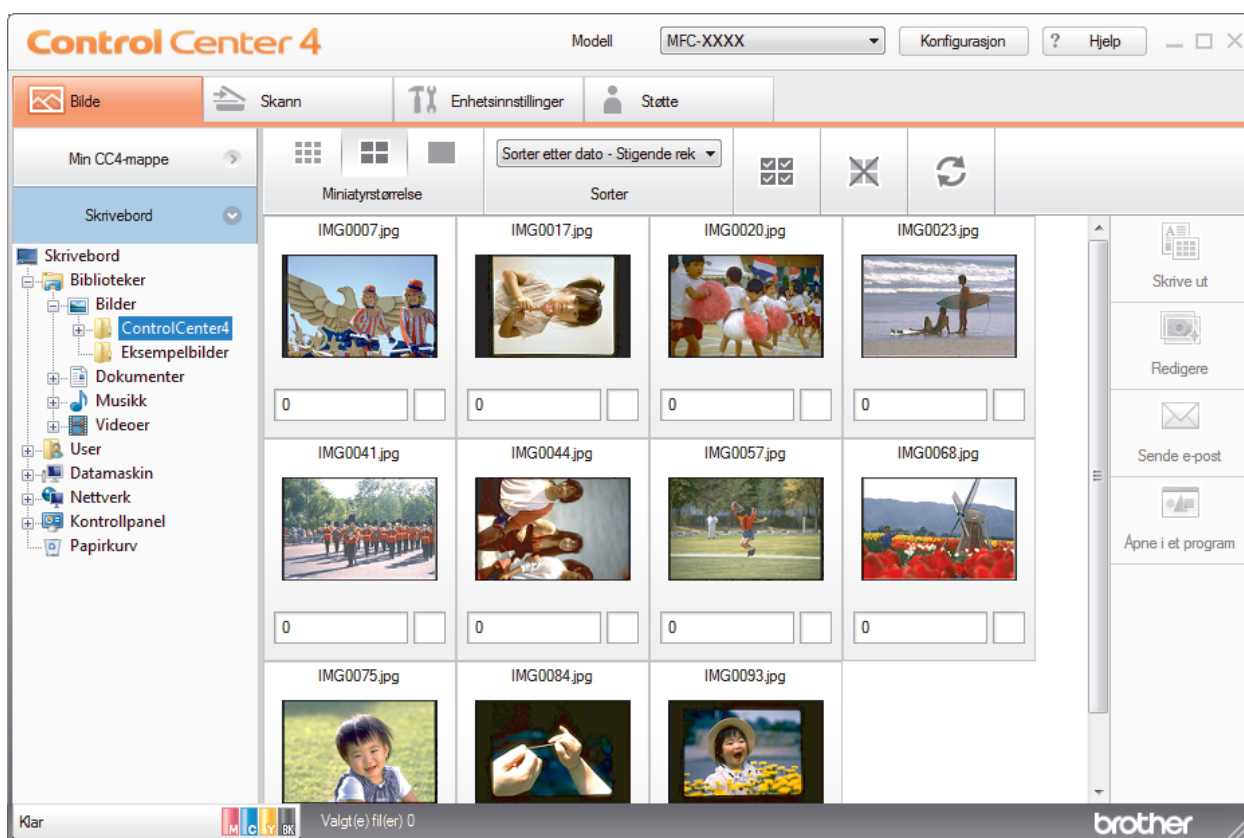 Control Center 4
Modell
MFC-XXXX
Konfigurasjon
? Hjelp
Bilde
Skann
Enhetsinnstillinger
Støtte
Min CC4-mappe
Skrivebord
Miniatyrstørrelse
Sorter etter dato - Stigende rek
Sorter
Skrivebord
Biblioteker
Bilder
ControlCenter4
Eksempelbilder
Dokumenter
Musikk
Videoer
User
Datamaskin
Nettverk
Kontrollpanel
Papirkurv
IMG0007.jpg
IMG0017.jpg
IMG0020.jpg
IMG0023.jpg
0
0
0
0
IMG0041.jpg
IMG0044.jpg
IMG0057.jpg
IMG0068.jpg
0
0
0
0
IMG0075.jpg
IMG0084.jpg
IMG0093.jpg
Skrive ut
Redigere
Sende e-post
Åpne i et program
Klar
M C Y BK
Valgt(e) fil(er) 0
brother